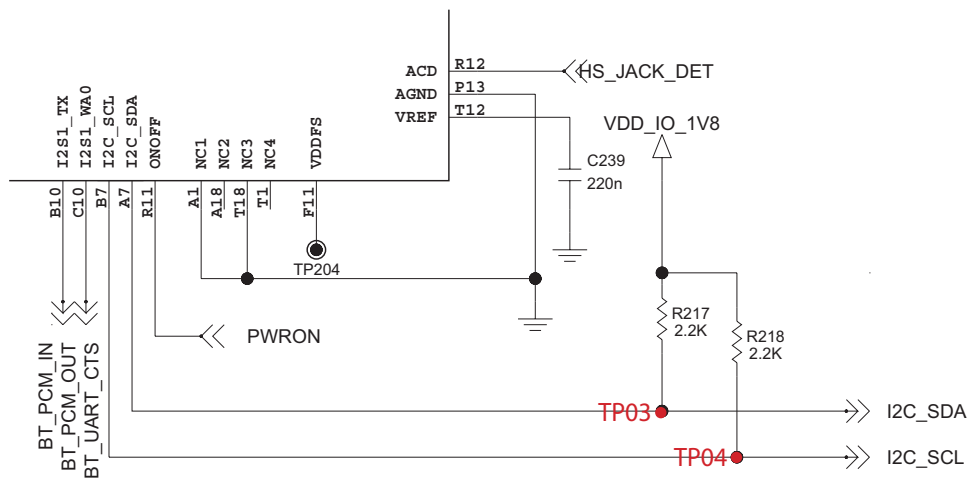 ACD
R12
HS_JACK_DET
AGND
P13
VREF
T12
VDD_IO_1V8
I2S1_TX
I2S1_WA0
I2C_SCL
I2C_SDA
ONOFF
NC1
NC2
NC3
NC4
VDDFS
C239
220n
B10
C10
B7
A7
R11
A1
A18
T18
T1
F11
TP204
PWRON
R217
2.2K
R218
2.2K
BT_PCM_IN
BT_PCM_OUT
BT_UART_CTS
TP03
I2C_SDA
TP04
I2C_SCL